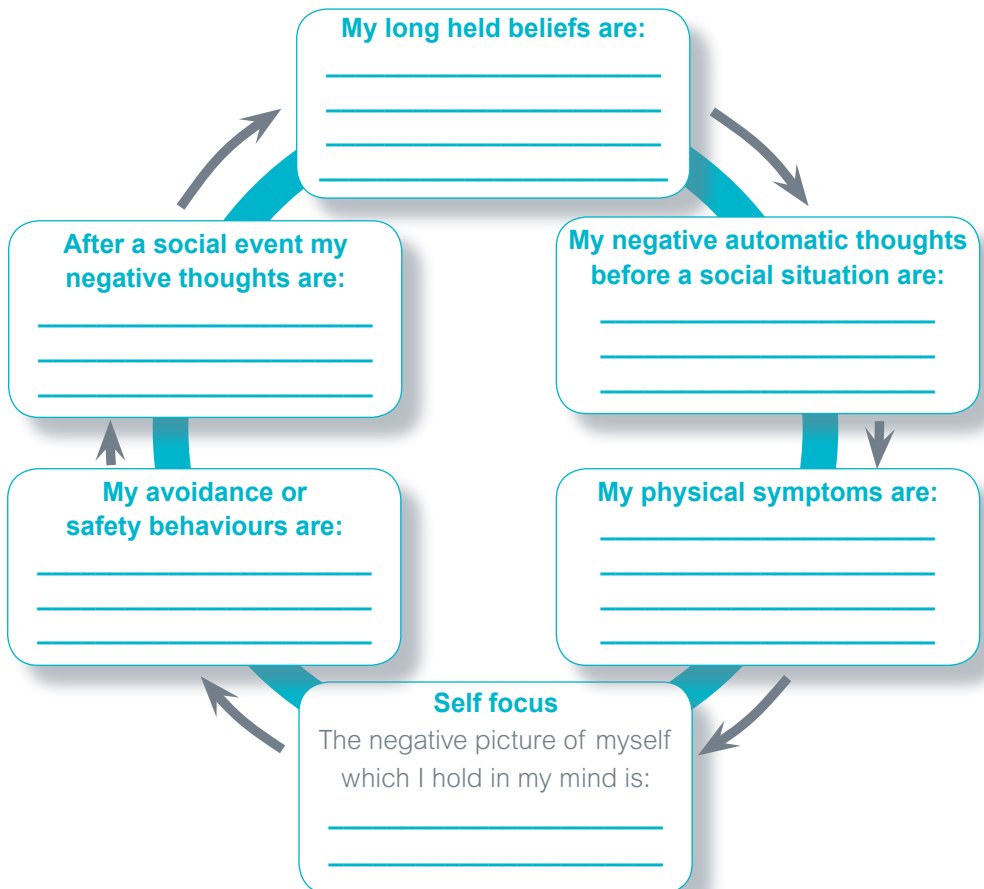 My long held beliefs are:
My negative automatic thoughts
before a social situation are:
My physical symptoms are:
Self focus
The negative picture of myself
which I hold in my mind is:
My avoidance or
safety behaviours are:
After a social event my
negative thoughts are: